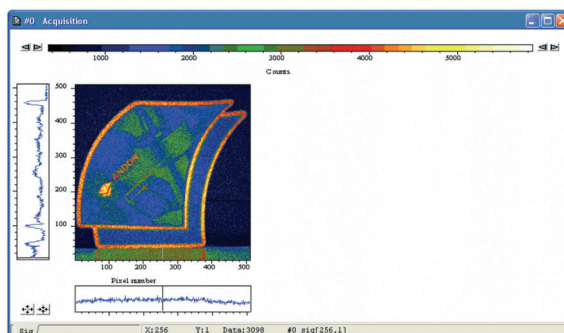 #0 Acquisition
1000 2000 3000 4000 5000
Counts
500
400
300
200
100
ANDON
100 200 300 400 500
Pixel number
Sig X:256 Y:1 Data:3098 #0 sig[256,1]